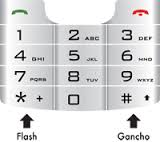 1 2 ABC 3 DEF
4 GHI 5 JKL 6 MNO
7 PQRS 8 TUV 9 WXYZ
* + 0 #
Flash Gancho